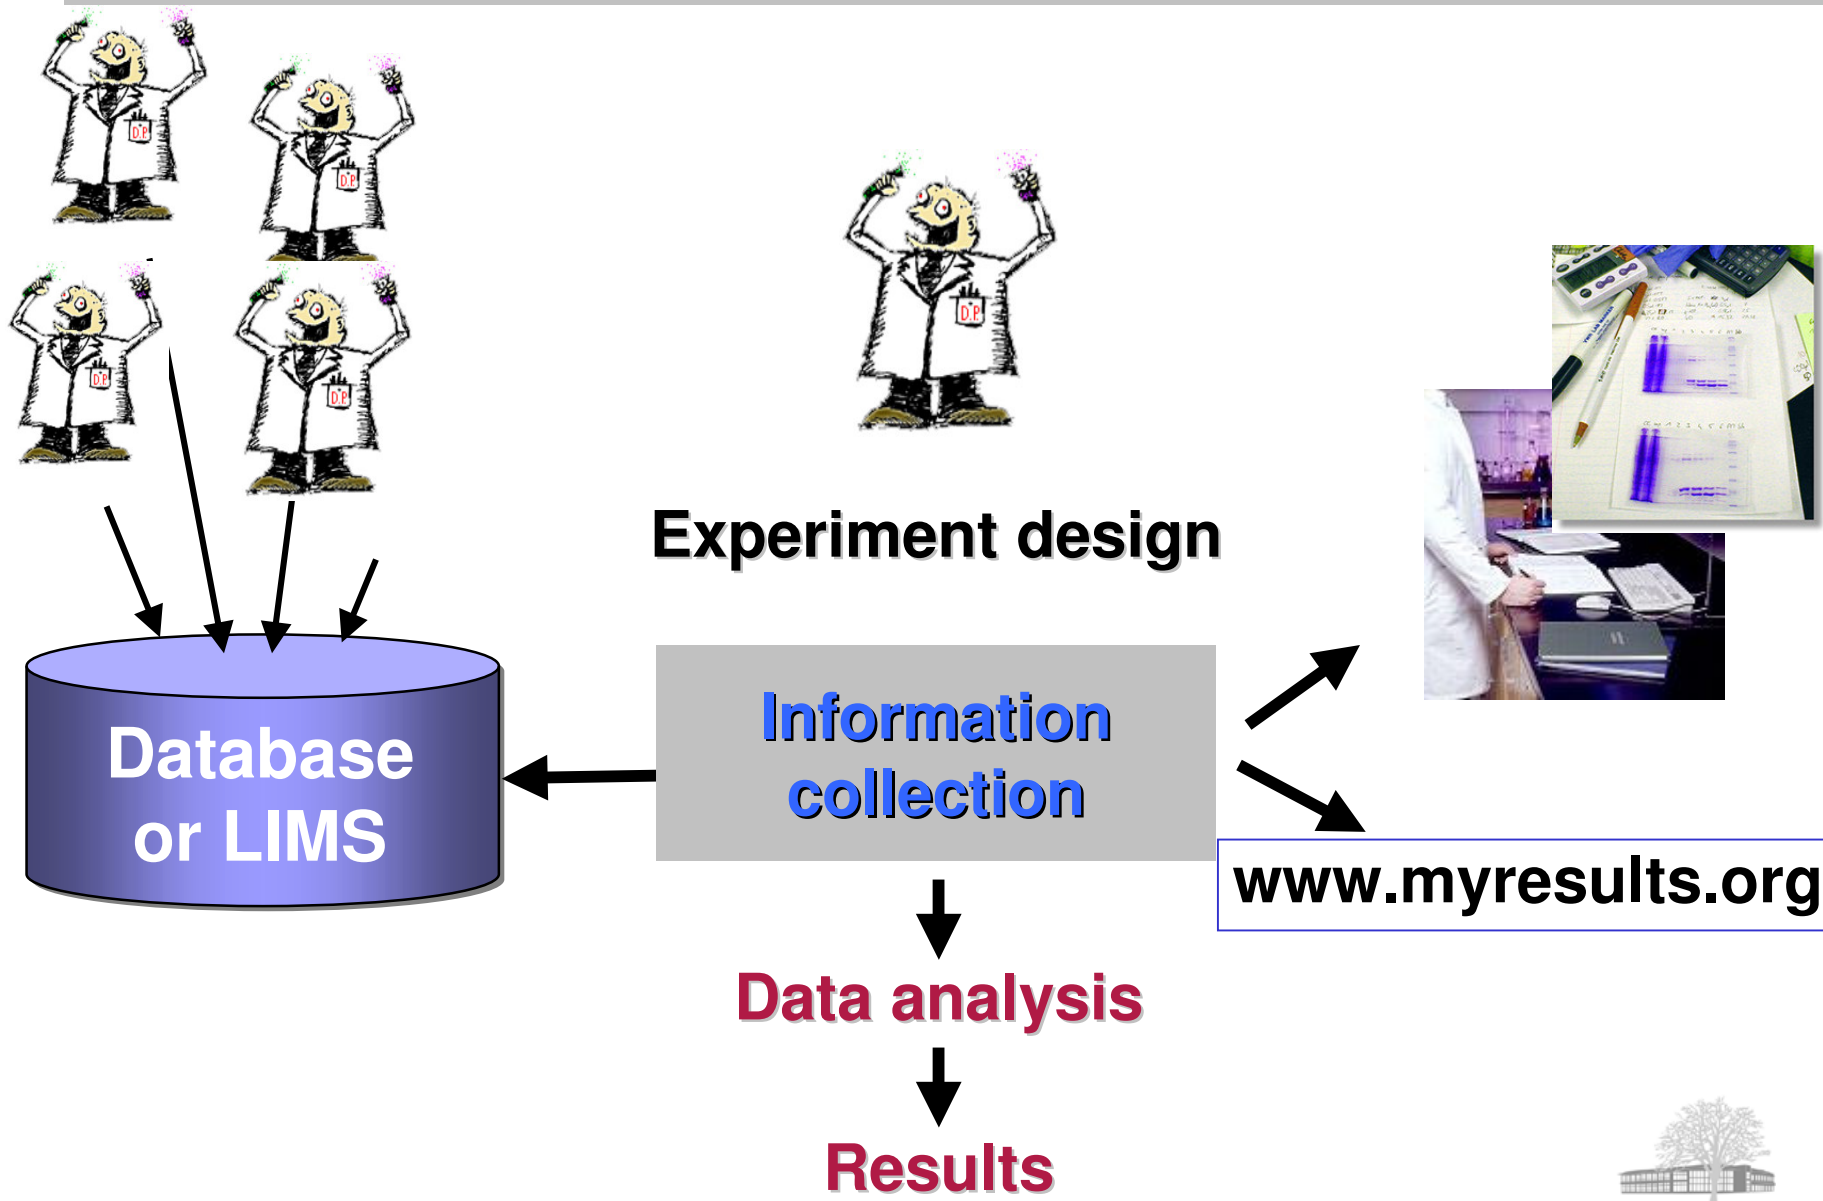 D.P.
D.P.
D.P.
D.P.
D.P.
Experiment design
Information
collection
Database
or LIMS
www.myresults.org
Data analysis
Results